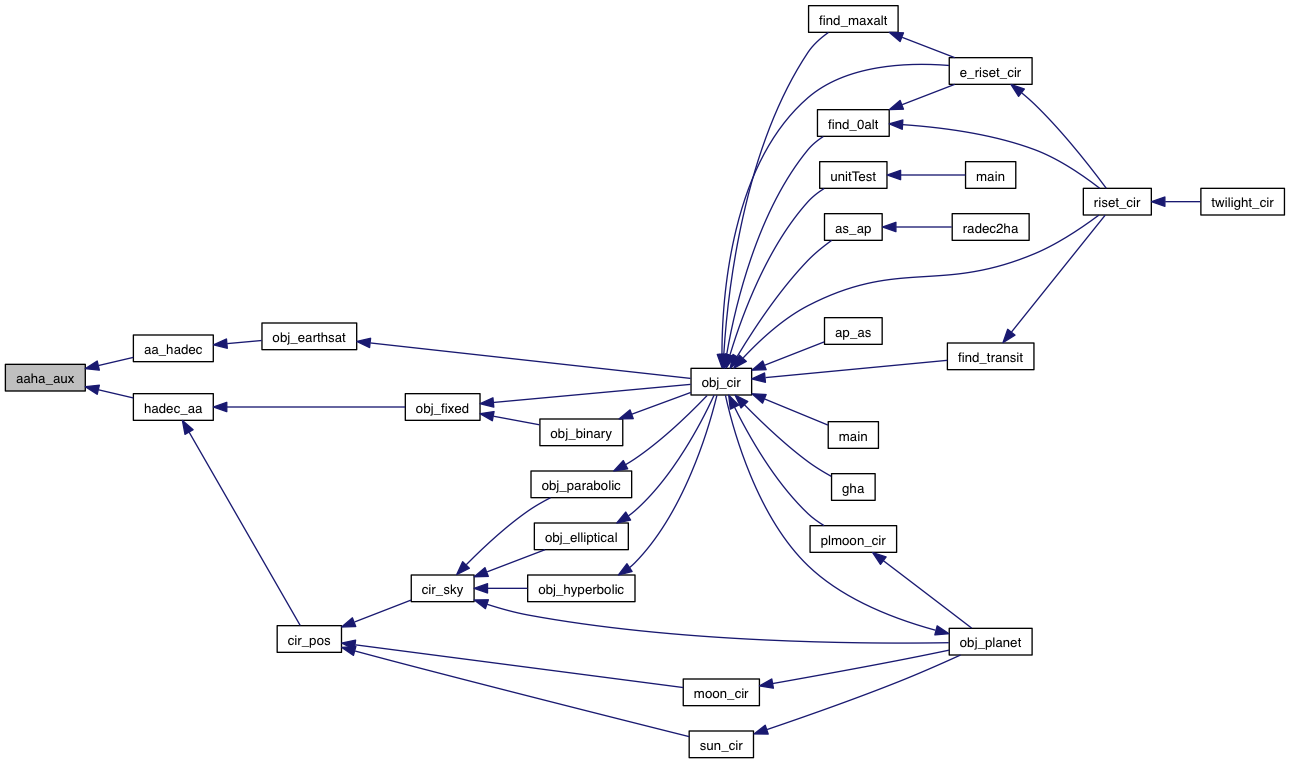 find_maxalt
e_riset_cir
find_0alt
unitTest
main
riset_cir
twilight_cir
as_ap
radec2ha
obj_earthsat
ap_as
aa_hadec
find_transit
aaha_aux
obj_cir
hadec_aa
obj_fixed
obj_binary
main
obj_parabolic
gha
obj_elliptical
plmoon_cir
cir_sky
obj_hyperbolic
cir_pos
obj_planet
moon_cir
sun_cir